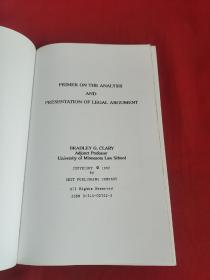 PRIMER ON THE ANALYSIS
AND
PRESENTATION OF LEGAL ARGUMENT
BRADLEY G. CLARY
Adjunct Professor
University of Minnesota Law School
COPYRIGHT © 1992
by
WEST PUBLISHING COMPANY
All Rights Reserved